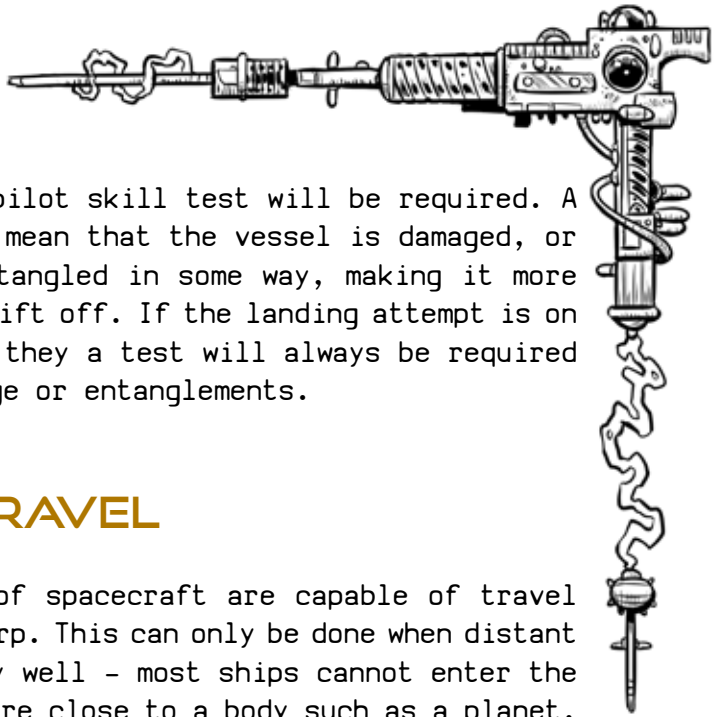 pilot skill test will be required. A
mean that the vessel is damaged, or
tangled in some way, making it more
ift off. If the landing attempt is on
they a test will always be required
ge or entanglements.
RAVEL
of spacecraft are capable of travel
rp. This can only be done when distant
y well – most ships cannot enter the
re close to a body such as a planet.